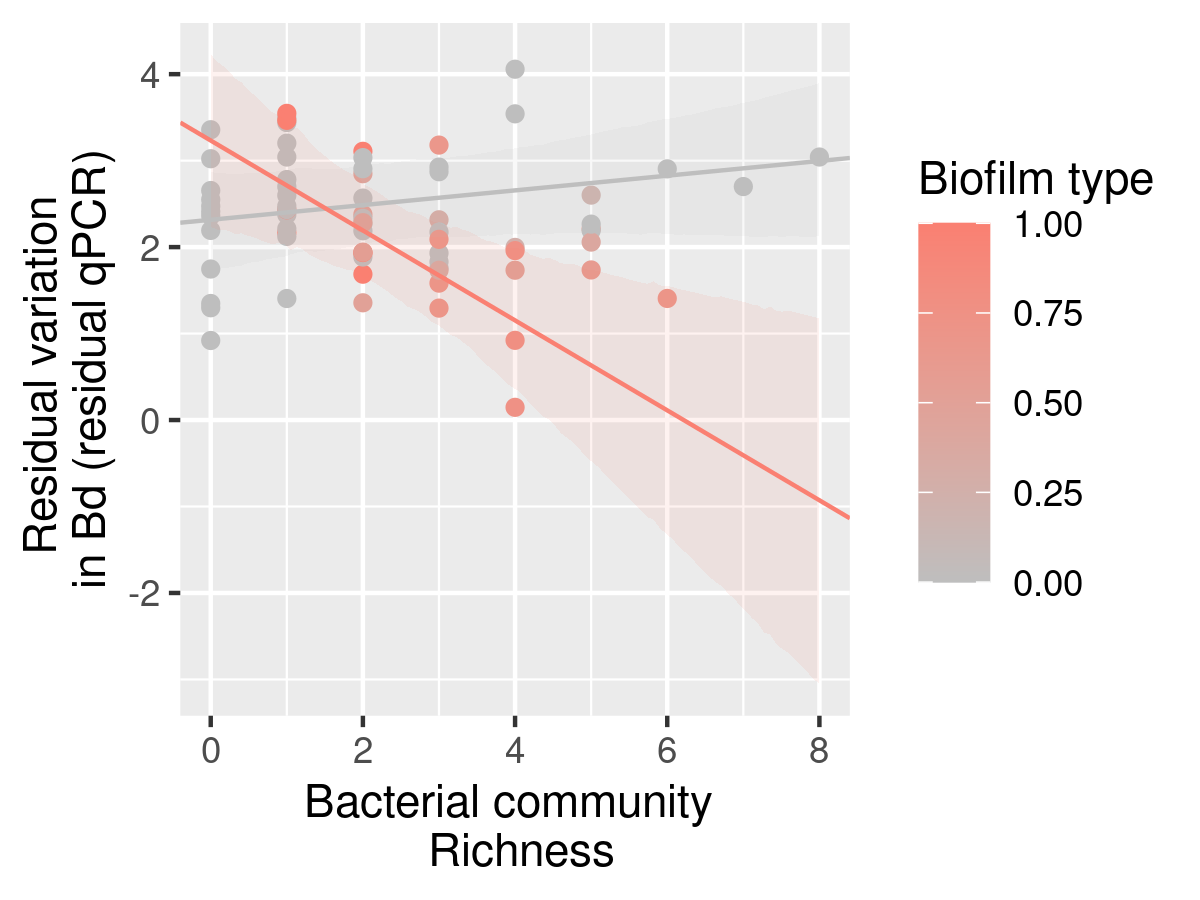 Residual variation
in Bd (residual qPCR)
4
2
0
-2
0
2
4
6
8
Bacterial community
Richness
Biofilm type
1.00
0.75
0.50
0.25
0.00